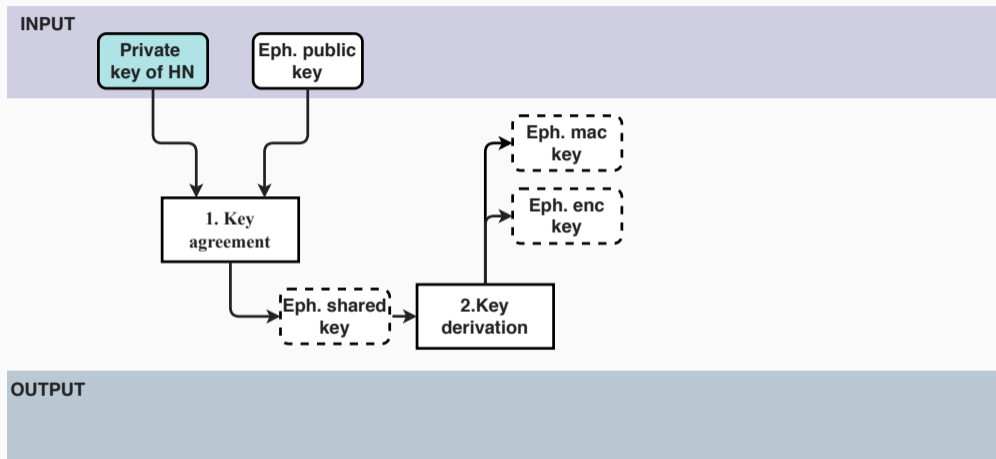 INPUT
Private
key of HN
Eph. public
key
Eph. mac
key
Eph. enc
key
1. Key
agreement
Eph. shared
key
2.Key
derivation
OUTPUT